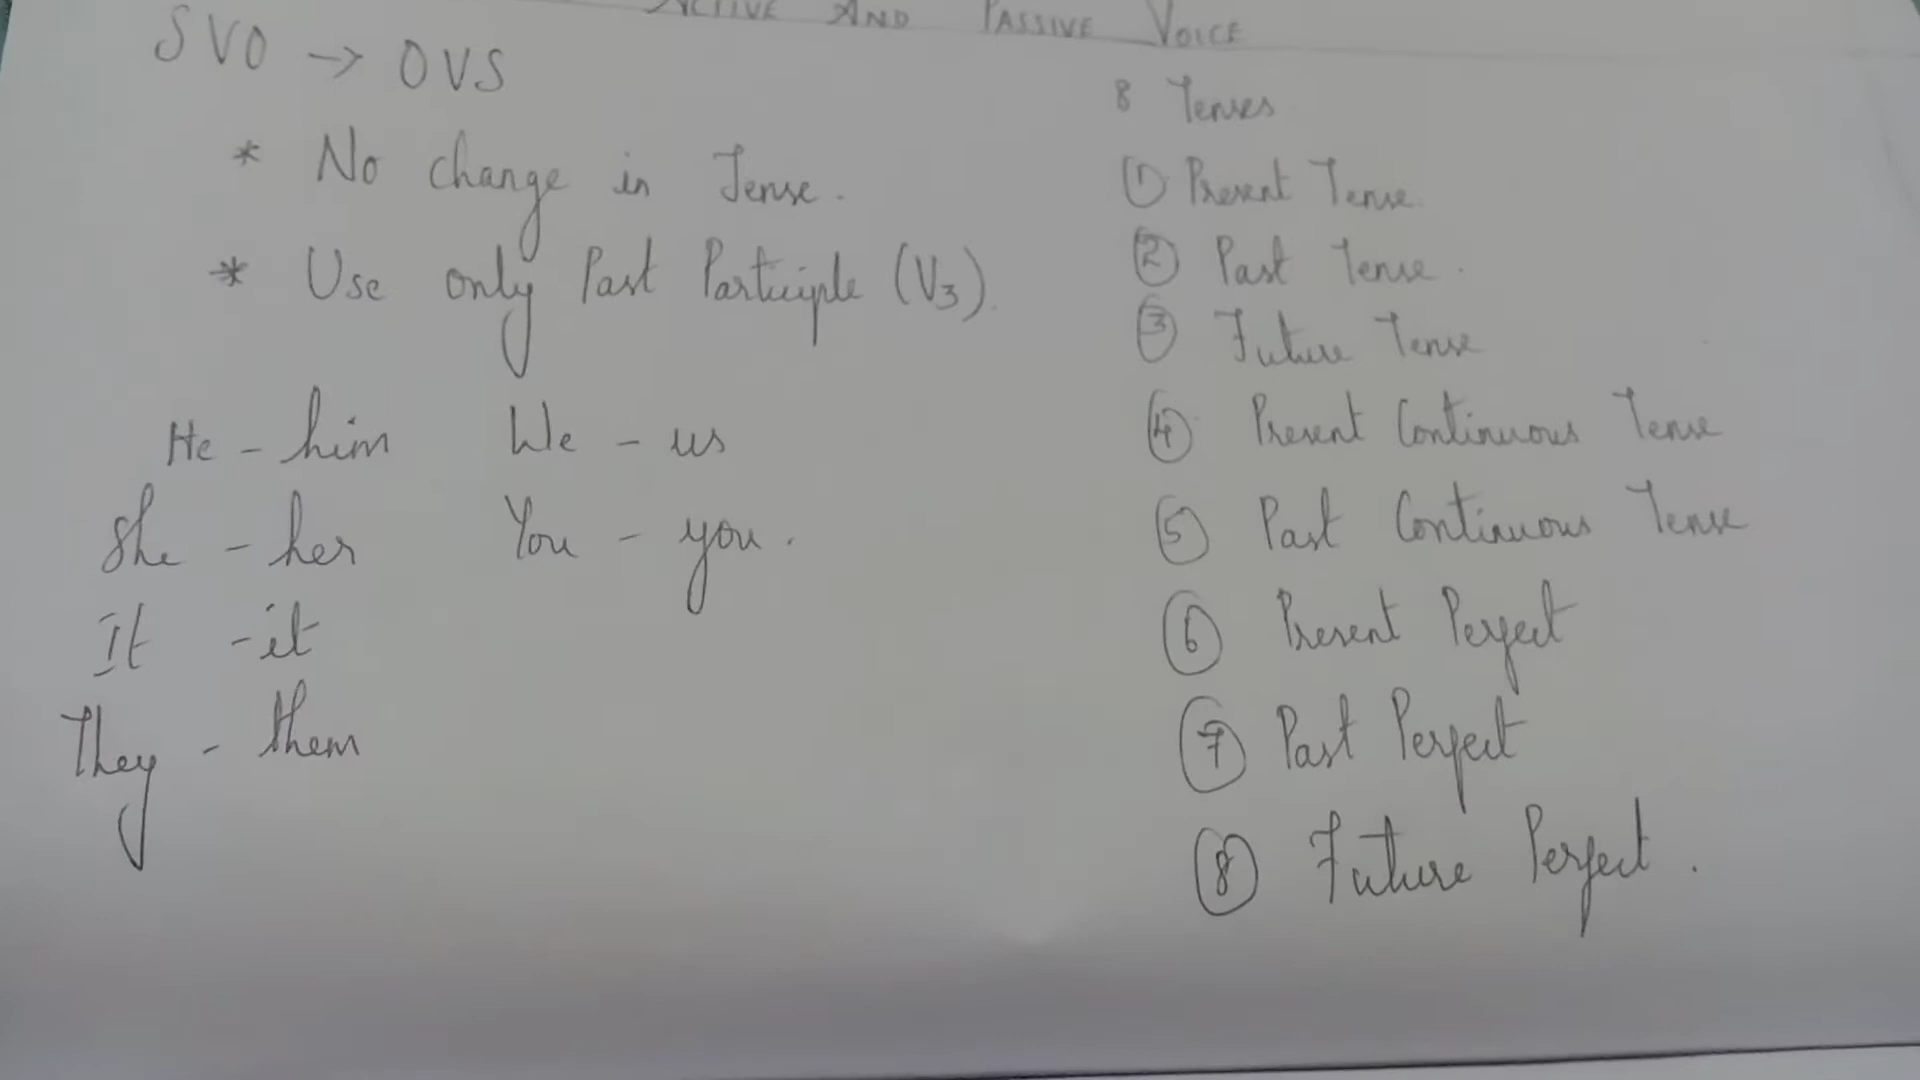 ACTIVE AND PASSIVE VOICE
SVO → OVS
* No change in Tense.
* Use only Past Participle (V3).
He - him We - us
She - her You - you.
It - it
They - them
8 Tenses
① Present Tense
② Past Tense.
③ Future Tense
④ Present Continuous Tense
⑤ Past Continuous Tense
⑥ Present Perfect
⑦ Past Perfect
⑧ Future Perfect.